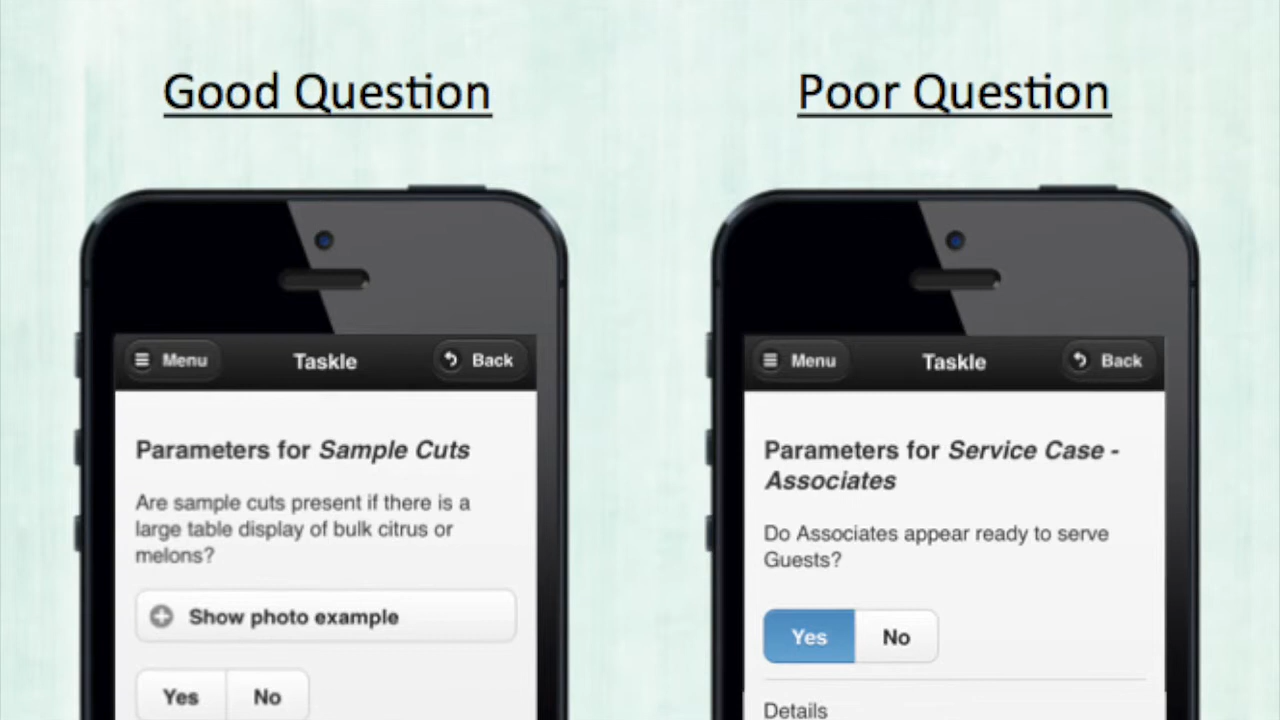 Good Question
Poor Question
Menu
Taskle
Back
Parameters for Sample Cuts
Are sample cuts present if there is a
large table display of bulk citrus or
melons?
Show photo example
Yes
No
Menu
Taskle
Back
Parameters for Service Case -
Associates
Do Associates appear ready to serve
Guests?
Yes
No
Details